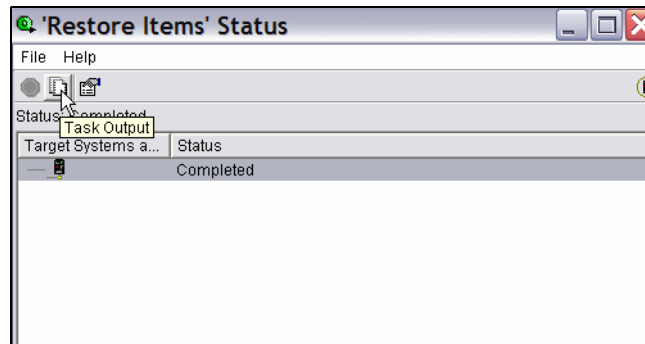 'Restore Items' Status
File Help
Status: Completed
Task Output
Target Systems a... Status
Completed